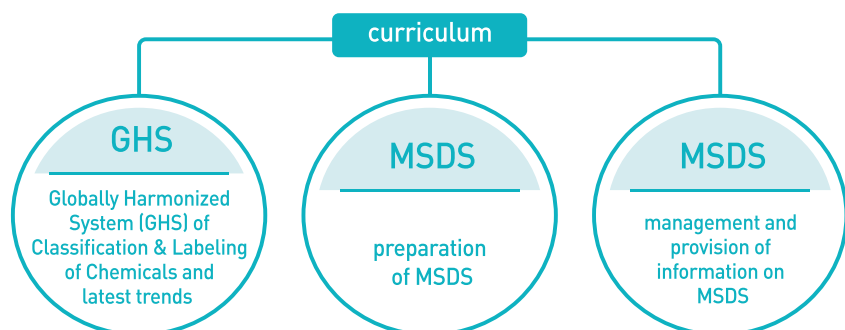 curriculum
GHS
Globally Harmonized
System (GHS) of
Classification & Labeling
of Chemicals and
latest trends
MSDS
preparation
of MSDS
MSDS
management and
provision of
information on
MSDS